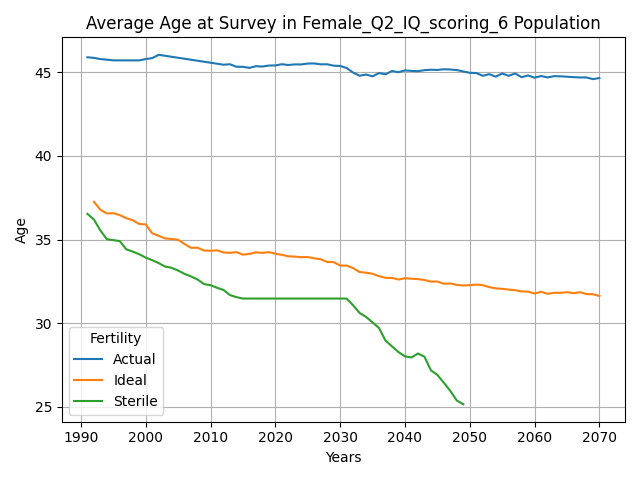 Average Age at Survey in Female_Q2_IQ_scoring_6 Population
Age
45
40
35
30
25
Fertility
Actual
Ideal
Sterile
1990 2000 2010 2020 2030 2040 2050 2060 2070
Years